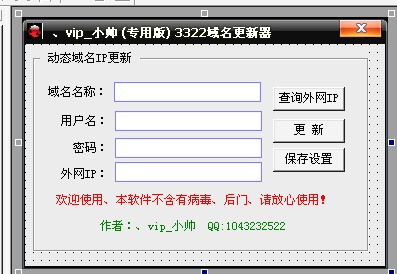 、vip_小帅(专用版)3322域名更新器
动态域名IP更新
域名名称：
查询外网IP
用户名：
更 新
密码：
保存设置
外网IP：
欢迎使用、本软件不含有病毒、后门、请放心使用！
作者：、vip_小帅 QQ:1043232522